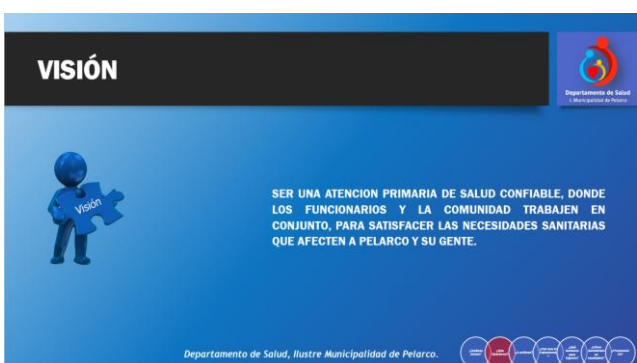 VISIÓN
Departamento de Salud
I. Municipalidad de Pelarco
Visión
SER UNA ATENCION PRIMARIA DE SALUD CONFIABLE, DONDE
LOS FUNCIONARIOS Y LA COMUNIDAD TRABAJEN EN
CONJUNTO, PARA SATISFACER LAS NECESIDADES SANITARIAS
QUE AFECTEN A PELARCO Y SU GENTE.
Departamento de Salud, Ilustre Municipalidad de Pelarco.